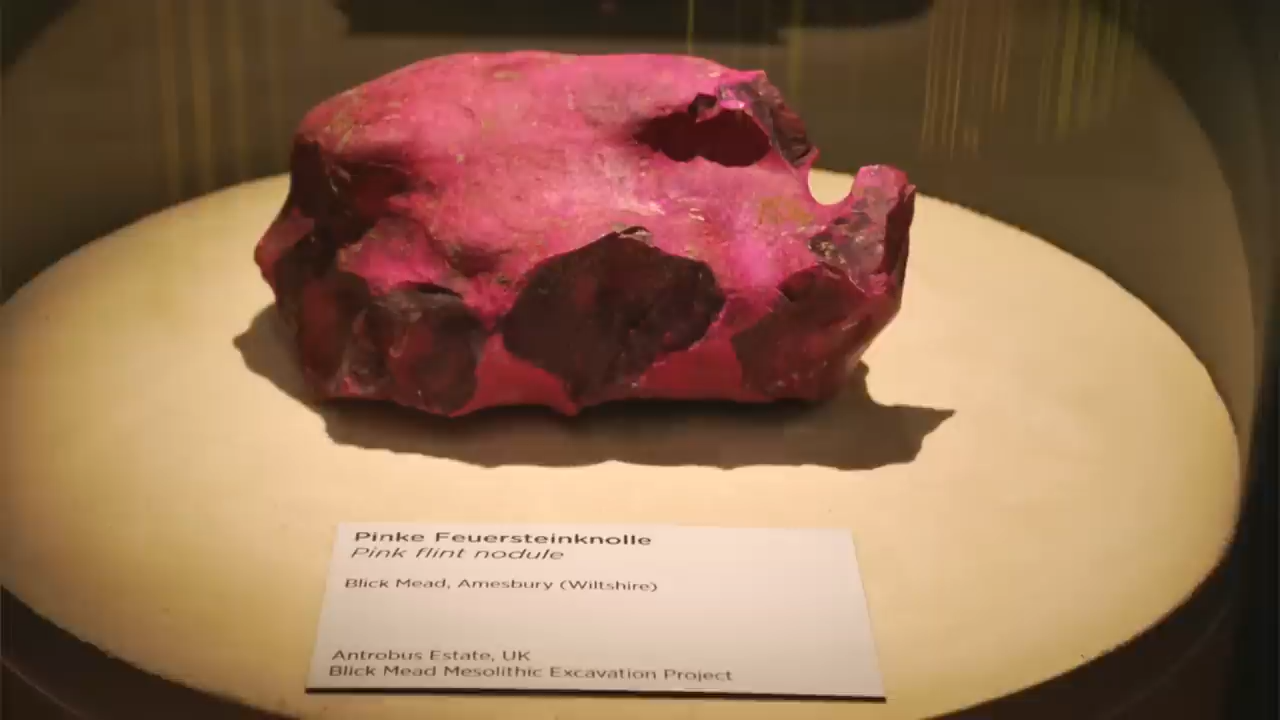 Pinke Feuersteinknolle
Pink flint nodule
Blick Mead, Amesbury (Wiltshire)
Antrobus Estate, UK
Blick Mead Mesolithic Excavation Project